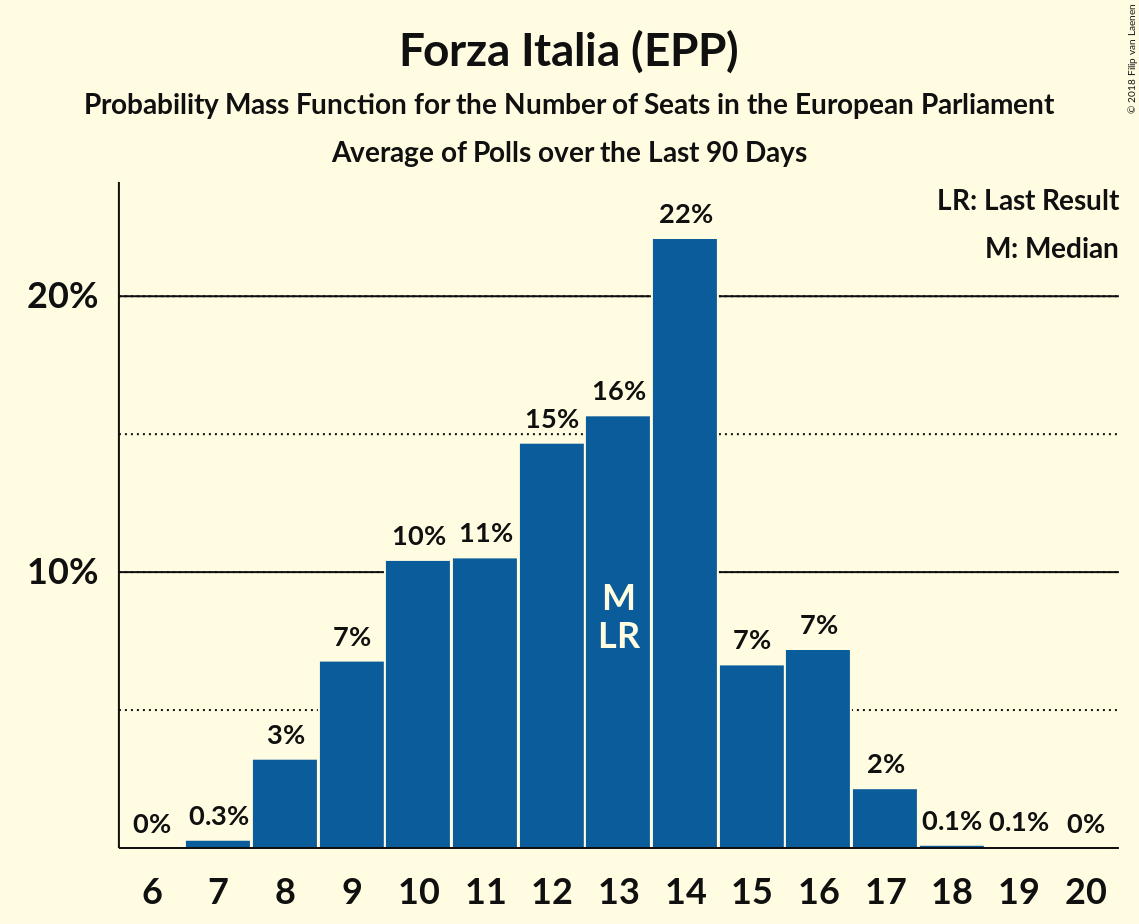 Forza Italia (EPP)
Probability Mass Function for the Number of Seats in the European Parliament
Average of Polls over the Last 90 Days
© 2018 Filip van Laenen
LR: Last Result
M: Median
20%
10%
0%
0.3%
3%
7%
10%
11%
15%
16%
22%
7%
7%
2%
0.1%
0.1%
0%
M
LR
6 7 8 9 10 11 12 13 14 15 16 17 18 19 20